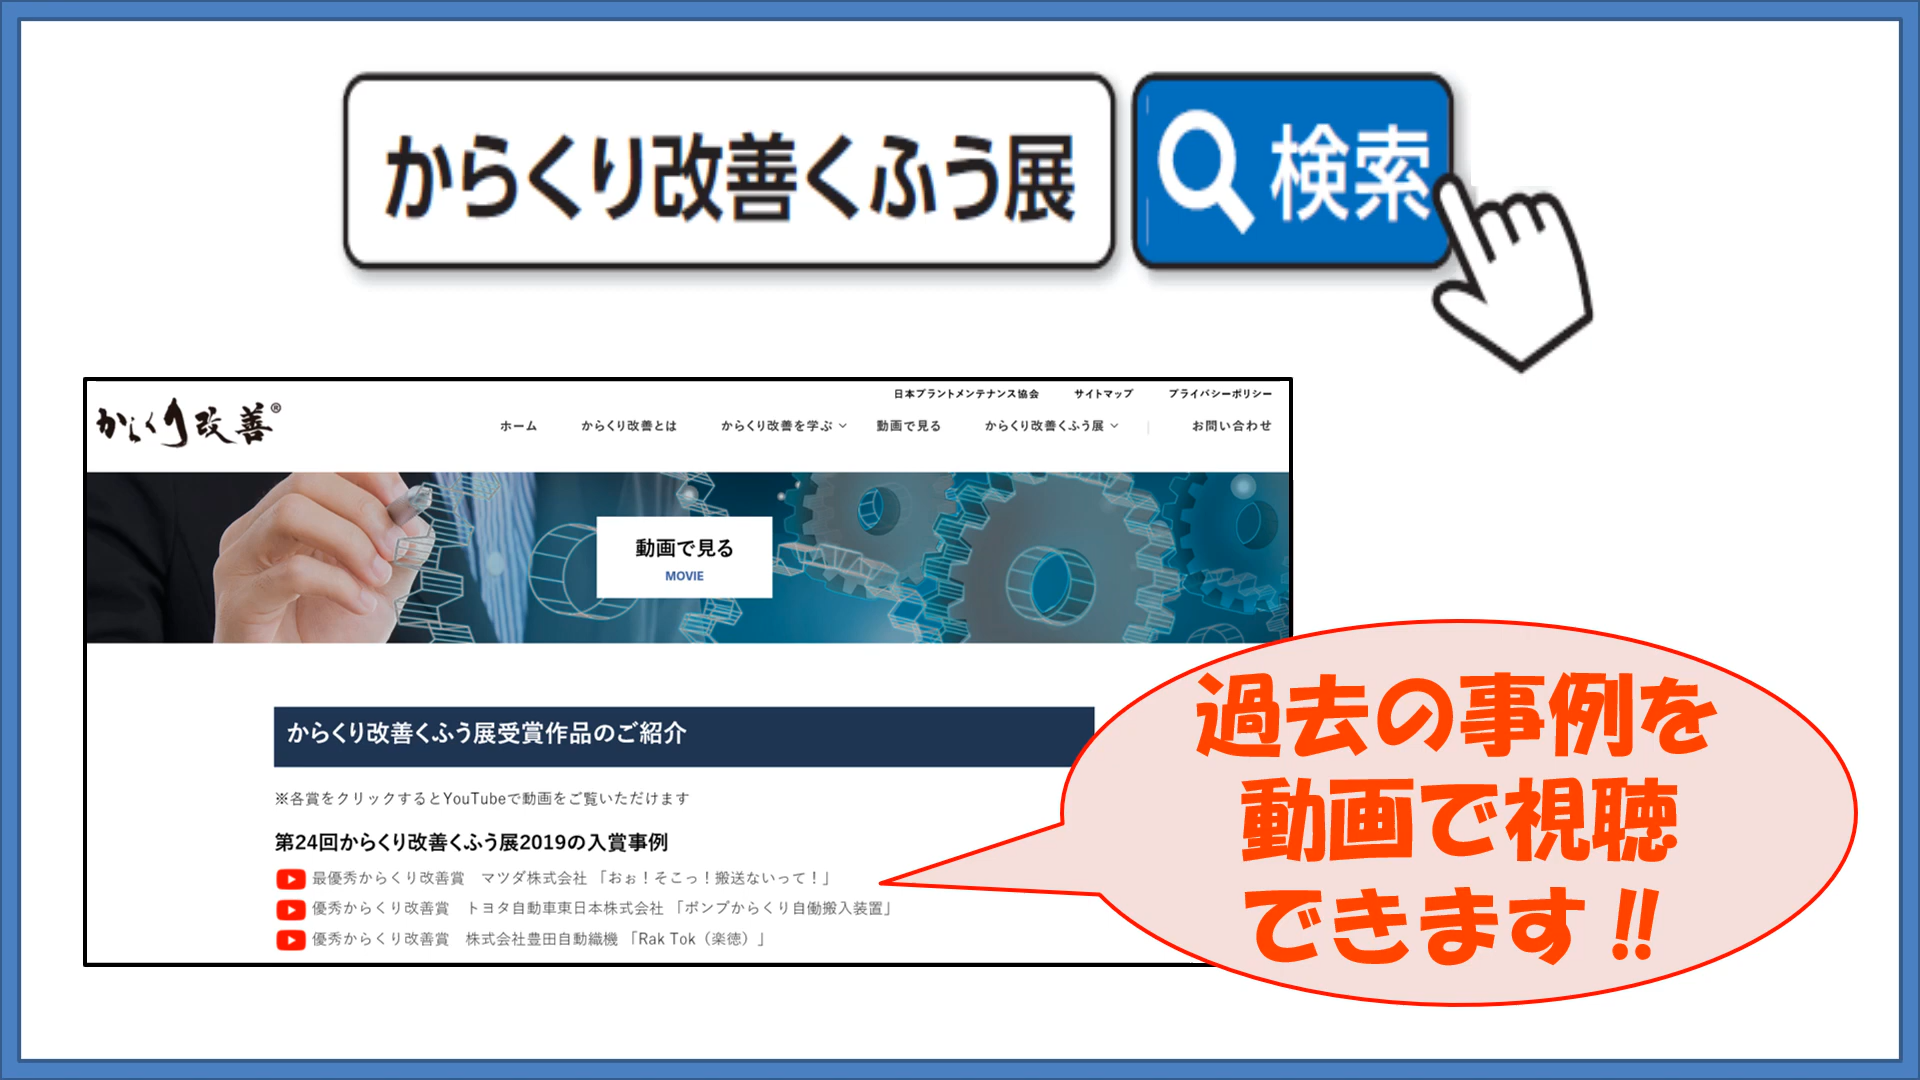 からくり改善くふう展
検索
からくり改善®
日本プラントメンテナンス協会 サイトマップ プライバシーポリシー
ホーム からくり改善とは からくり改善を学ぶ 動画で見る からくり改善くふう展 | お問い合わせ
動画で見る
MOVIE
からくり改善くふう展受賞作品のご紹介
※各賞をクリックするとYouTubeで動画をご覧いただけます
第24回からくり改善くふう展2019の入賞事例
最優秀からくり改善賞 マツダ株式会社 「おぉ！そこっ！搬送ないって！」
優秀からくり改善賞 トヨタ自動車東日本株式会社 「ポンプからくり自働搬入装置」
優秀からくり改善賞 株式会社豊田自動織機 「Rak Tok（楽徳）」
過去の事例を
動画で視聴
できます!!